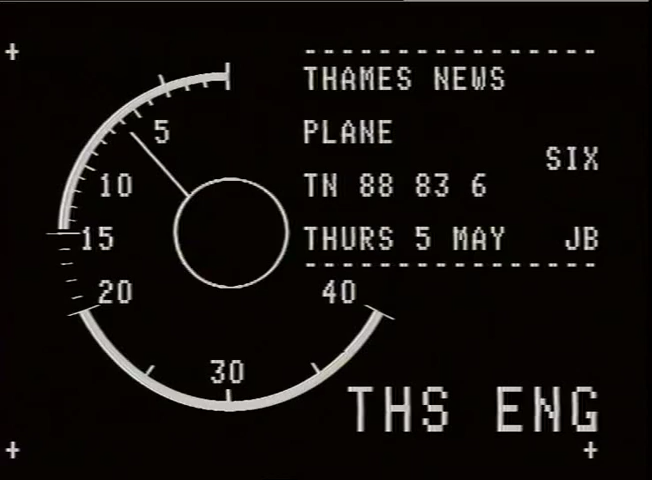 THAMES NEWS
PLANE
SIX
TN 88 83 6
THURS 5 MAY JB
5
10
15
20
30
40
THS ENG